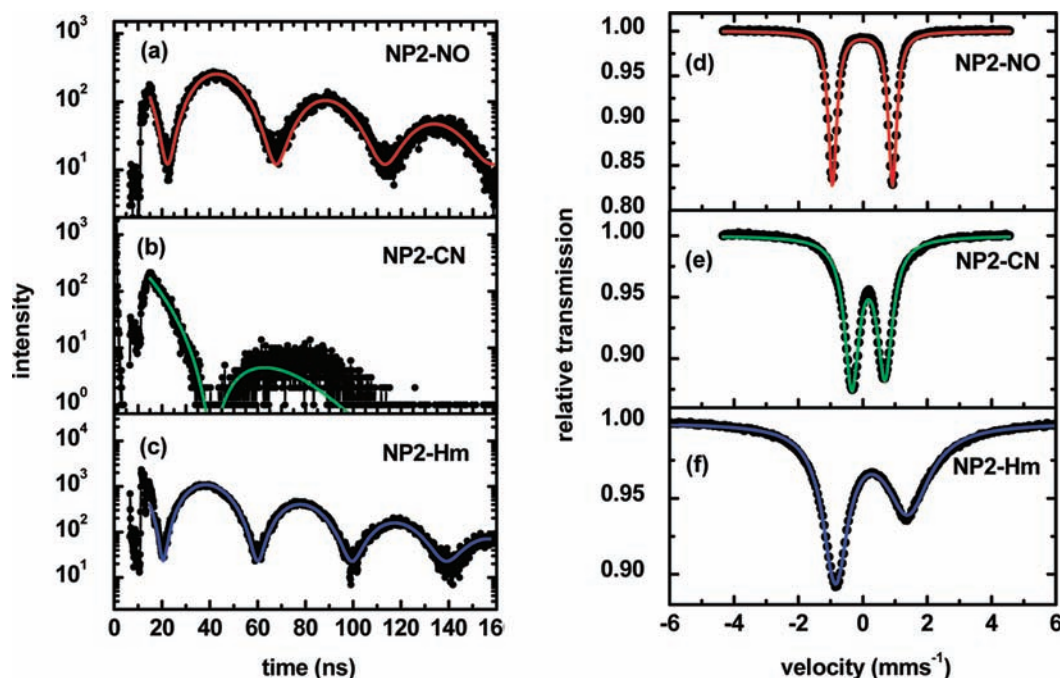 10³
(a)
NP2-NO
10²
10¹
10³
(b)
NP2-CN
10²
10¹
10⁰
10⁴
(c)
NP2-Hm
10³
10²
10¹
0 20 40 60 80 100 120 140 16
time (ns)
intensity
1.00
(d)
NP2-NO
0.95
0.90
0.85
0.80
1.00
(e)
NP2-CN
0.95
0.90
1.00
(f)
NP2-Hm
0.95
0.90
-6 -4 -2 0 2 4 6
velocity (mms⁻¹)
relative transmission